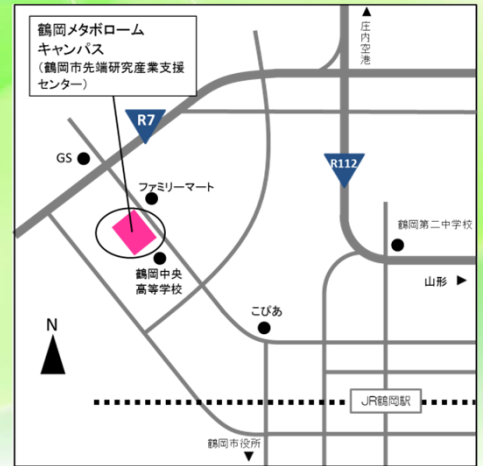 鶴岡メタボローム
キャンパス
（鶴岡市先端研究産業支援
センター）
庄内空港
R7
GS
R112
ファミリーマート
鶴岡第二中学校
鶴岡中央
高等学校
山形
こぴあ
N
JR鶴岡駅
鶴岡市役所